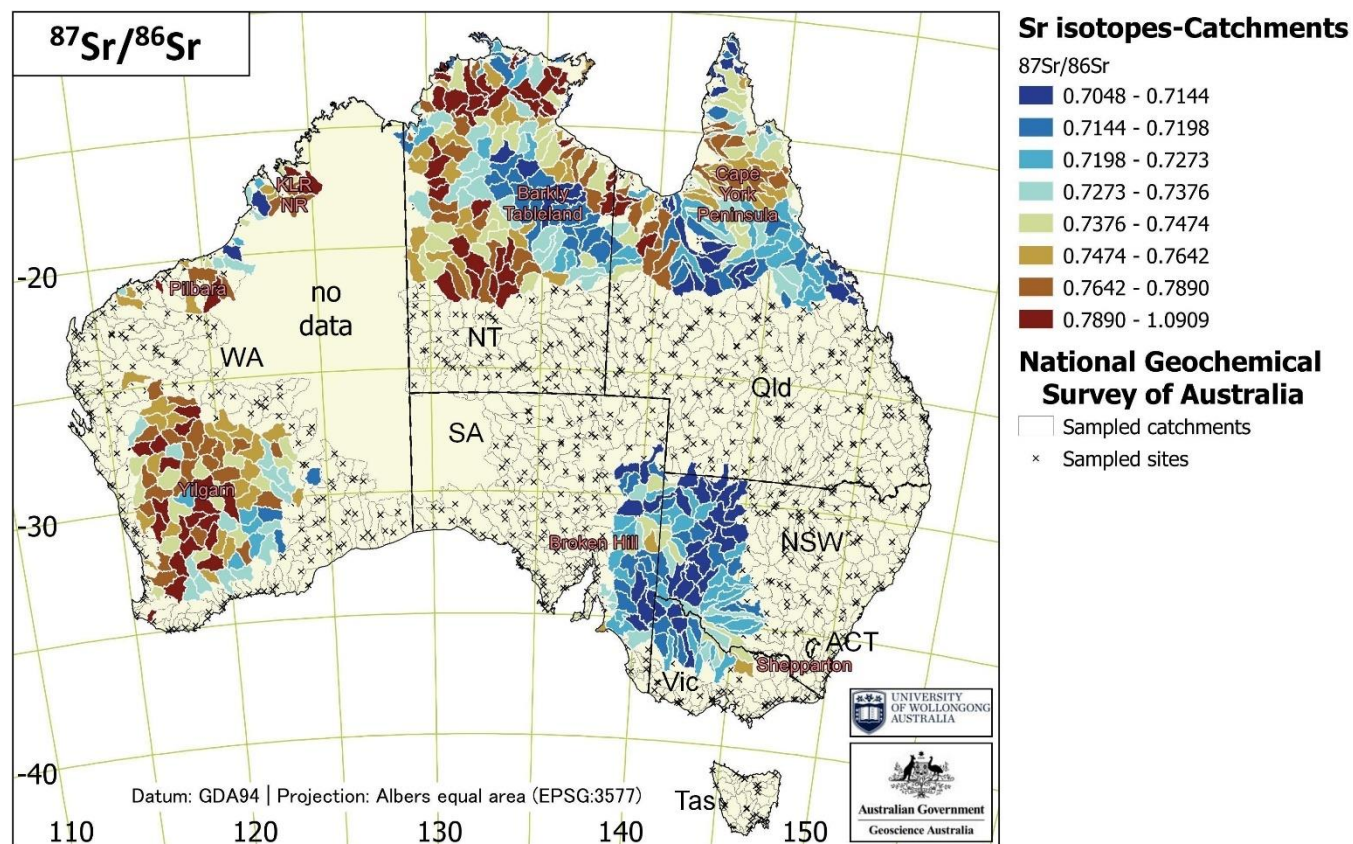 ⁸⁷Sr/⁸⁶Sr
110
120
130
140
150
-20
-30
-40
KLR
NR
Pilbara
Barkly
Tableland
Cape
York
Peninsula
no
data
WA
NT
Qld
SA
Yilgarn
Broken Hill
NSW
ACT
Shepparton
Vic
Tas
Datum: GDA94 | Projection: Albers equal area (EPSG:3577)
UNIVERSITY
OF WOLLONGONG
AUSTRALIA
Australian Government
Geoscience Australia
Sr isotopes-Catchments
87Sr/86Sr
0.7048 - 0.7144
0.7144 - 0.7198
0.7198 - 0.7273
0.7273 - 0.7376
0.7376 - 0.7474
0.7474 - 0.7642
0.7642 - 0.7890
0.7890 - 1.0909
National Geochemical
Survey of Australia
Sampled catchments
Sampled sites